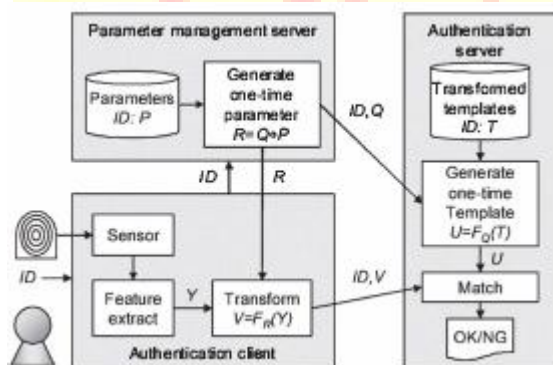 Parameter management server
Parameters
ID: P
Generate
one-time
parameter
R=Q∘P
ID
R
ID,Q
Authentication
server
Transformed
templates
ID: T
Generate
one-time
Template
U=FQ(T)
U
Match
OK/NG
Sensor
ID
Feature
extract
Y
Transform
V=FR(Y)
ID,V
Authentication client